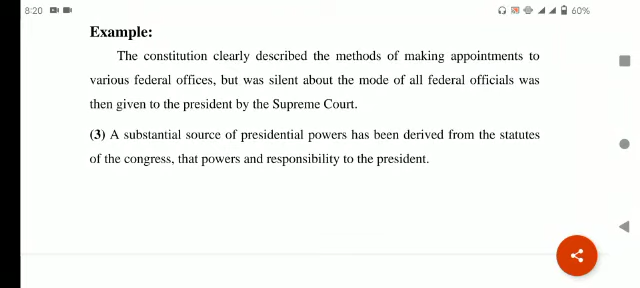 8:20
60%
Example:
The constitution clearly described the methods of making appointments to
various federal offices, but was silent about the mode of all federal officials was
then given to the president by the Supreme Court.
(3) A substantial source of presidential powers has been derived from the statutes
of the congress, that powers and responsibility to the president.